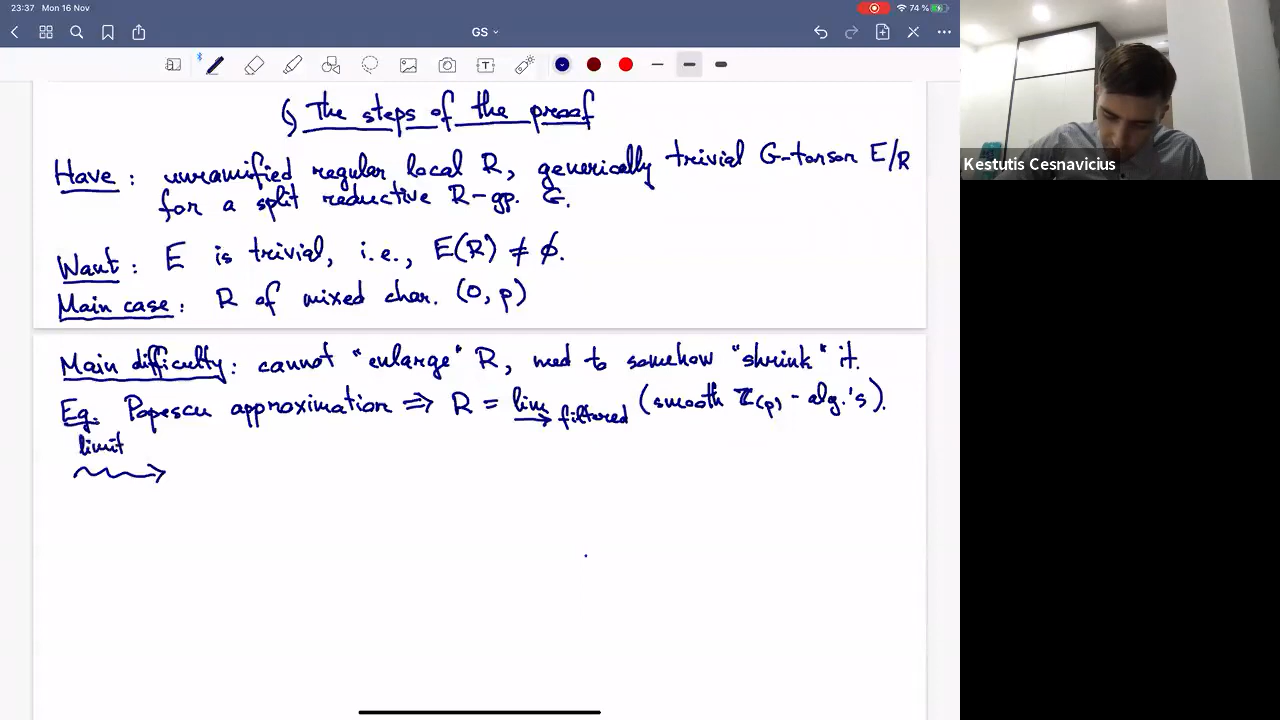 23:37 Mon 16 Nov
74 %
GS
The steps of the proof
Have : unramified regular local R, generically trivial G-torsor E/R
for a split reductive R-gp. G.
Want : E is trivial, i.e., E(R) ≠ ∅.
Main case : R of mixed char. (0, p)
Main difficulty : cannot "enlarge" R, need to somehow "shrink" it.
Eg. Popescu approximation ⇒ R = lim→ filtered (smooth ℤ(p) - alg.'s).
limit
Kestutis Cesnavicius